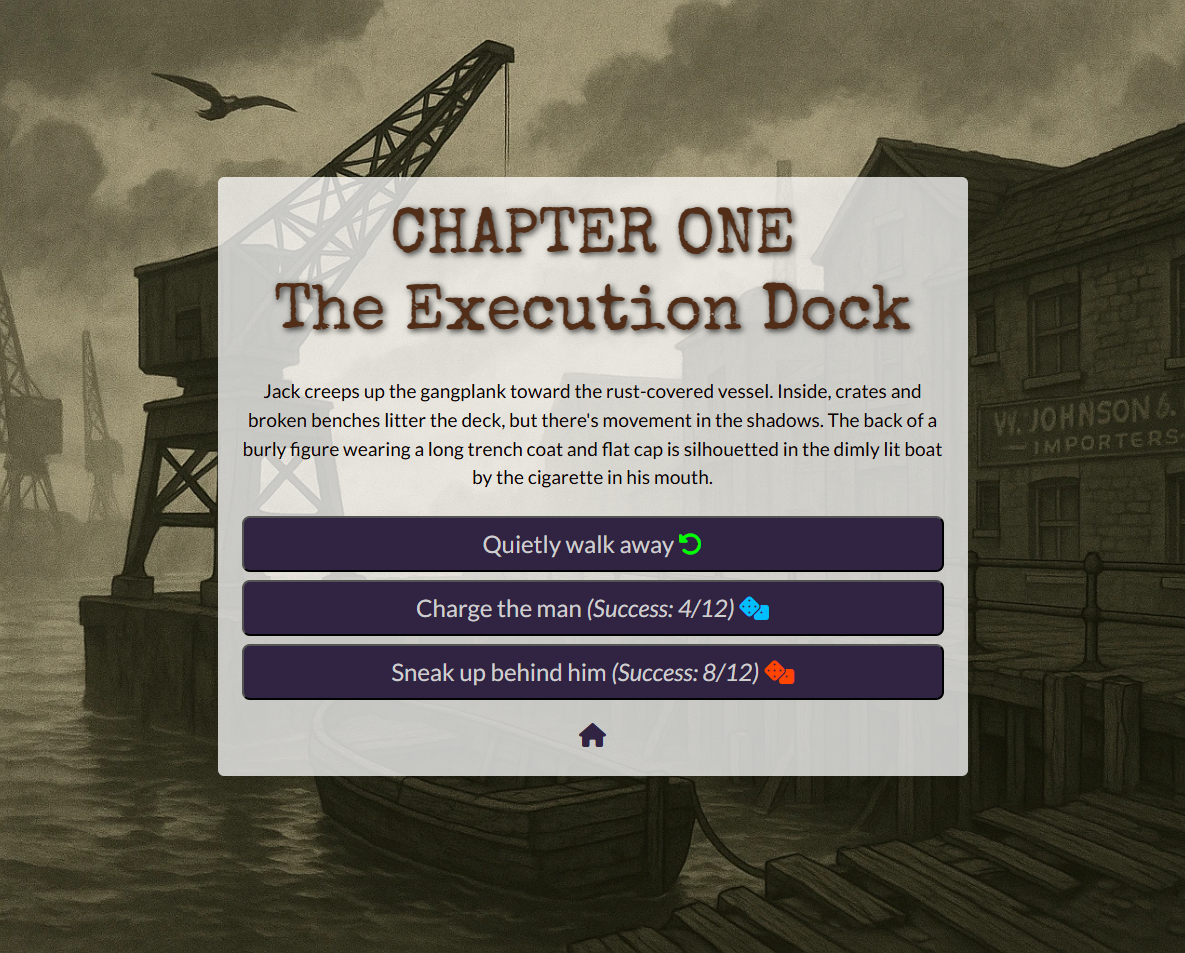 CHAPTER ONE
The Execution Dock
Jack creeps up the gangplank toward the rust-covered vessel. Inside, crates and
broken benches litter the deck, but there's movement in the shadows. The back of a
burly figure wearing a long trench coat and flat cap is silhouetted in the dimly lit boat
by the cigarette in his mouth.
W. JOHNSON &.
IMPORTERS
Quietly walk away
Charge the man (Success: 4/12)
Sneak up behind him (Success: 8/12)